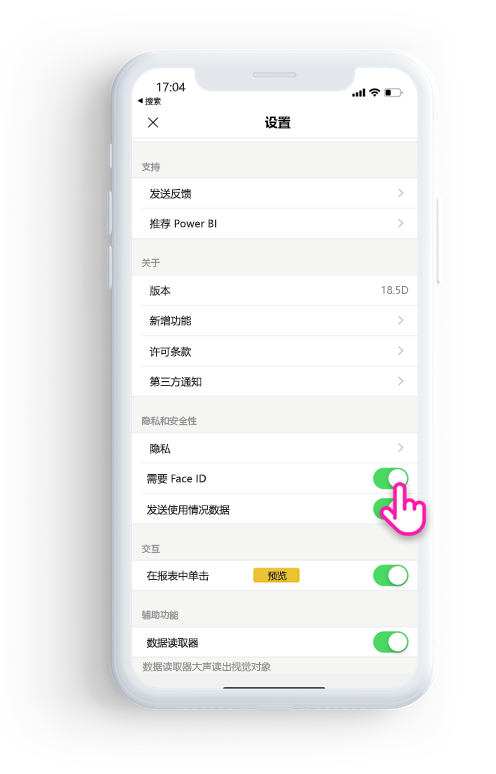 17:04
搜索
设置
支持
发送反馈
推荐 Power BI
关于
版本 18.5D
新增功能
许可条款
第三方通知
隐私和安全性
隐私
需要 Face ID
发送使用情况数据
交互
在报表中单击 预览
辅助功能
数据读取器
数据读取器大声读出视觉对象